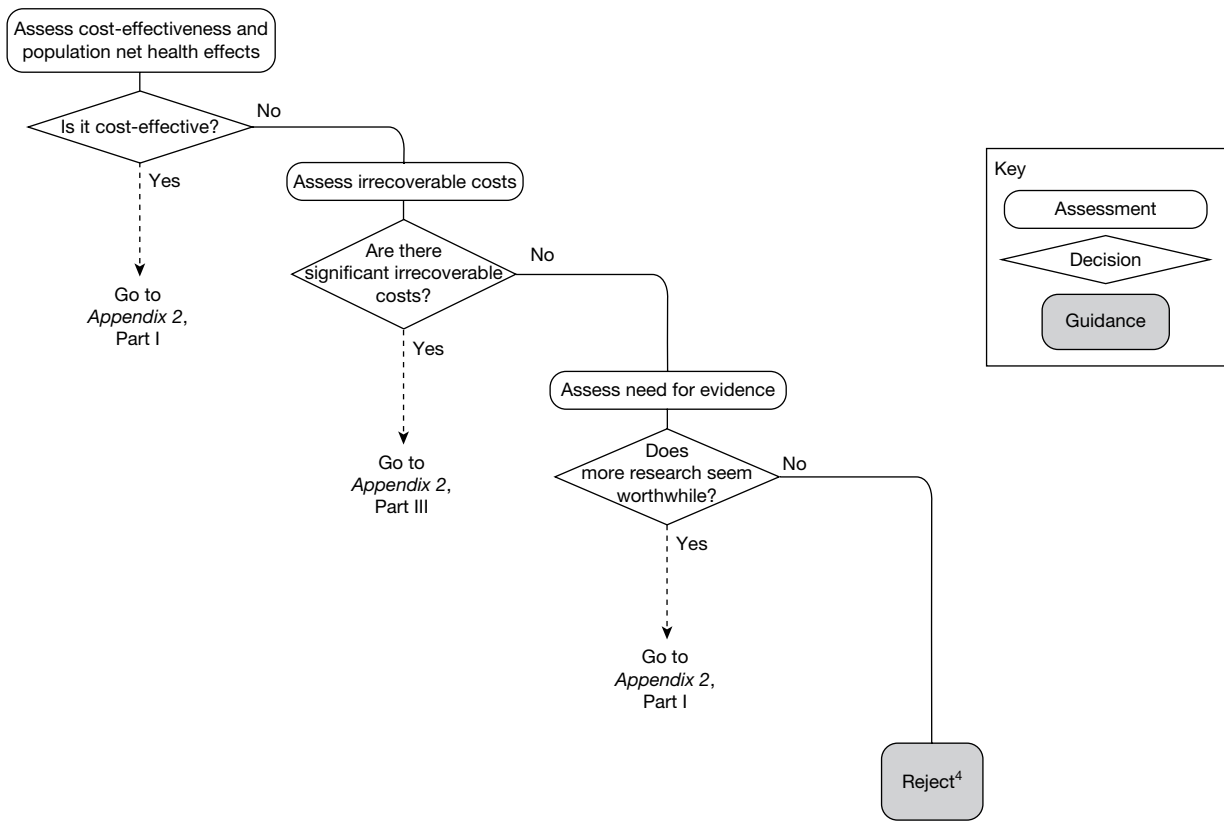 Assess cost-effectiveness and
population net health effects
Is it cost-effective?
No
Yes
Go to
Appendix 2,
Part I
Assess irrecoverable costs
Are there
significant irrecoverable
costs?
No
Yes
Go to
Appendix 2,
Part III
Assess need for evidence
Does
more research seem
worthwhile?
No
Yes
Go to
Appendix 2,
Part I
Reject⁴
Key
Assessment
Decision
Guidance